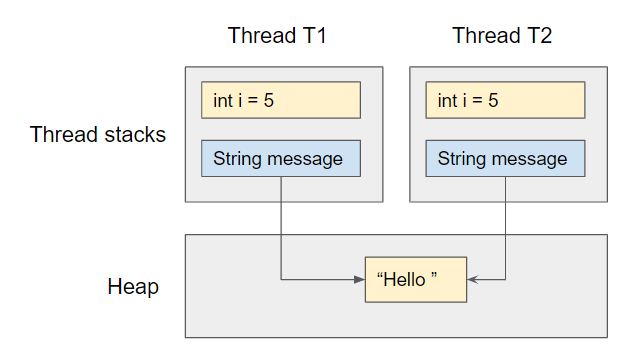 Thread T1
Thread T2
int i = 5
int i = 5
Thread stacks
String message
String message
“Hello ”
Heap